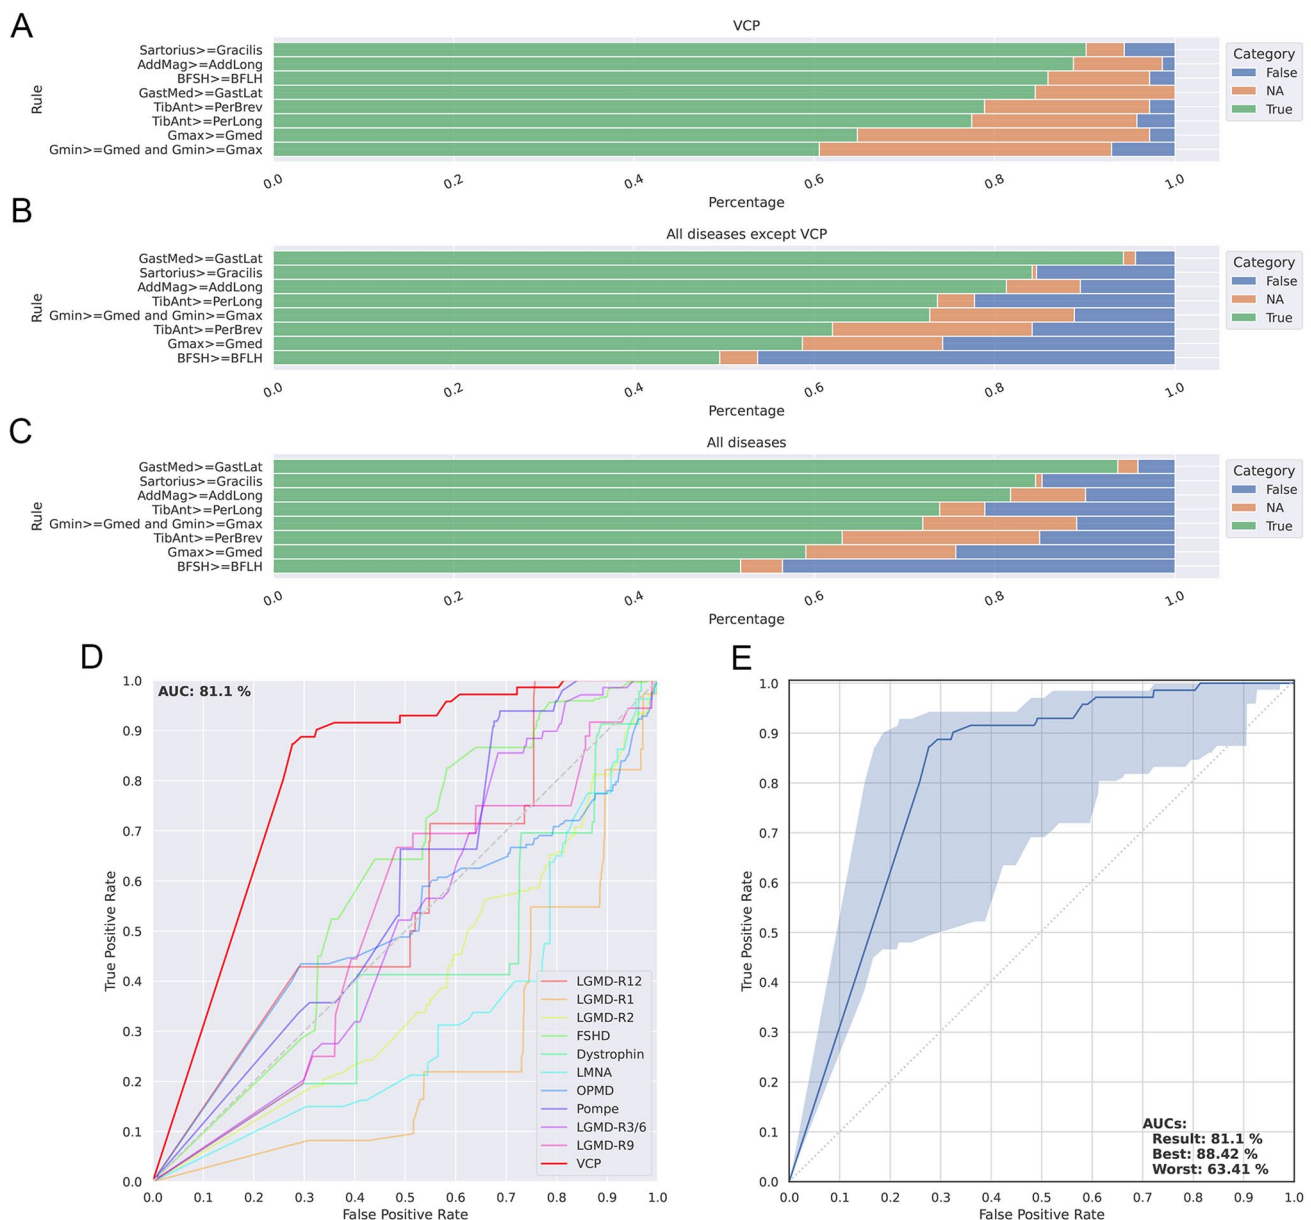 A
VCP
Rule
Sartorius>=Gracilis
AddMag>=AddLong
BFSH>=BFLH
GastMed>=GastLat
TibAnt>=PerBrev
TibAnt>=PerLong
Gmax>=Gmed
Gmin>=Gmed and Gmin>=Gmax
0.0 0.2 0.4 0.6 0.8 1.0
Percentage
Category
False
NA
True
B
All diseases except VCP
Rule
GastMed>=GastLat
Sartorius>=Gracilis
AddMag>=AddLong
TibAnt>=PerLong
Gmin>=Gmed and Gmin>=Gmax
TibAnt>=PerBrev
Gmax>=Gmed
BFSH>=BFLH
0.0 0.2 0.4 0.6 0.8 1.0
Percentage
Category
False
NA
True
C
All diseases
Rule
GastMed>=GastLat
Sartorius>=Gracilis
AddMag>=AddLong
TibAnt>=PerLong
Gmin>=Gmed and Gmin>=Gmax
TibAnt>=PerBrev
Gmax>=Gmed
BFSH>=BFLH
0.0 0.2 0.4 0.6 0.8 1.0
Percentage
Category
False
NA
True
D
AUC: 81.1 %
True Positive Rate
1.0
0.9
0.8
0.7
0.6
0.5
0.4
0.3
0.2
0.1
0.0
LGMD-R12
LGMD-R1
LGMD-R2
FSHD
Dystrophin
LMNA
OPMD
Pompe
LGMD-R3/6
LGMD-R9
VCP
0.0 0.1 0.2 0.3 0.4 0.5 0.6 0.7 0.8 0.9 1.0
False Positive Rate
E
True Positive Rate
1.0
0.9
0.8
0.7
0.6
0.5
0.4
0.3
0.2
0.1
0.0
AUCs:
Result: 81.1 %
Best: 88.42 %
Worst: 63.41 %
0.0 0.1 0.2 0.3 0.4 0.5 0.6 0.7 0.8 0.9 1.0
False Positive Rate